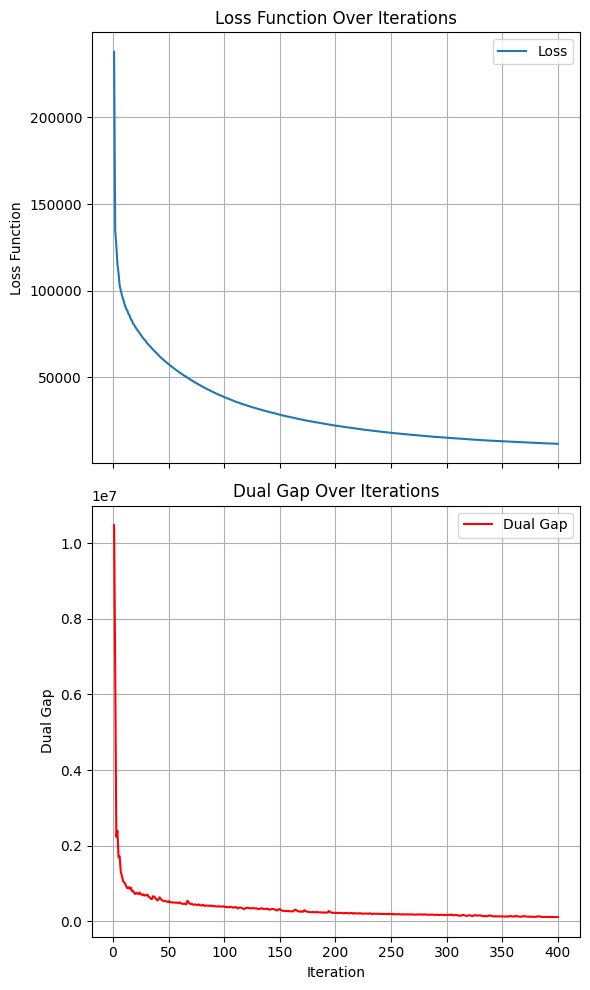 Loss Function Over Iterations
Loss
200000
150000
100000
50000
Loss Function
Dual Gap Over Iterations
1e7
Dual Gap
1.0
0.8
0.6
0.4
0.2
0.0
Dual Gap
0 50 100 150 200 250 300 350 400
Iteration